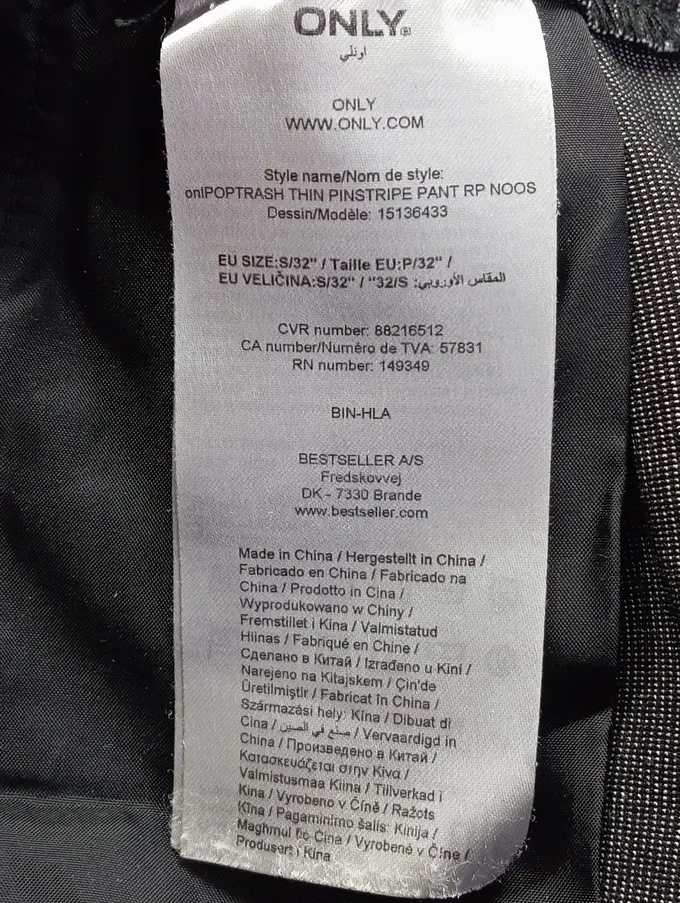 ONLY®
اونلي
ONLY
WWW.ONLY.COM
Style name/Nom de style:
onlPOPTRASH THIN PINSTRIPE PANT RP NOOS
Dessin/Modèle: 15136433
EU SIZE:S/32" / Taille EU:P/32" /
EU VELIČINA:S/32" / "32/S :المقاس الأوروبي
CVR number: 88216512
CA number/Numéro de TVA: 57831
RN number: 149349
BIN-HLA
BESTSELLER A/S
Fredskovvej
DK - 7330 Brande
www.bestseller.com
Made in China / Hergestellt in China /
Fabricado en China / Fabricado na
China / Prodotto in Cina /
Wyprodukowano w Chiny /
Fremstillet i Kina / Valmistatud
Hiinas / Fabriqué en Chine /
Сделано в Китай / Izrađeno u Kini /
Narejeno na Kitajskem / Çin'de
Üretilmiştir / Fabricat în China /
Származási hely: Kína / Dibuat di
Cina / صنع في الصين / Vervaardigd in
China / Произведено в Китай /
Κατασκευάζεται στην Κίνα /
Valmistusmaa Kiina / Tillverkad i
Kina / Vyrobeno v Číně / Ražots
Ķīna / Pagaminimo šalis: Kinija /
Magħmul fiċ-Ċina / Vyrobené v Číne /
Produsert i Kina